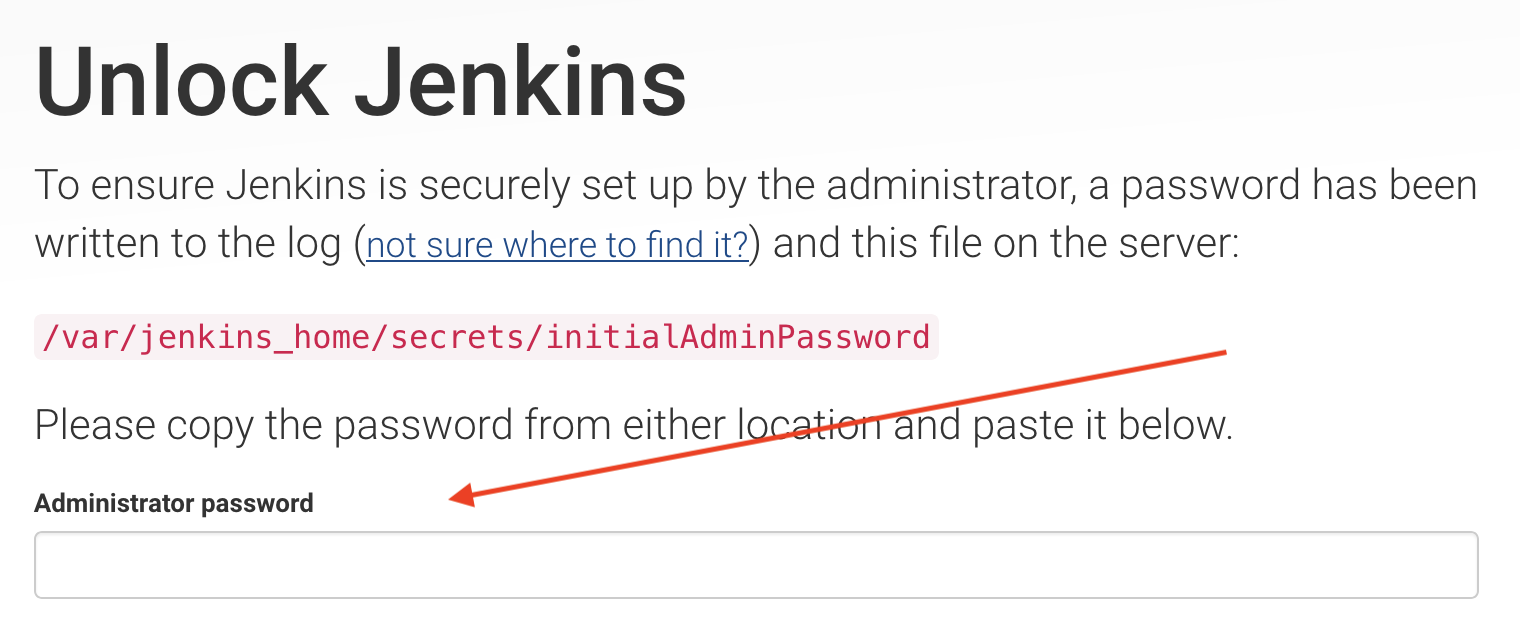 Unlock Jenkins
To ensure Jenkins is securely set up by the administrator, a password has been
written to the log (not sure where to find it?) and this file on the server:
/var/jenkins_home/secrets/initialAdminPassword
Please copy the password from either location and paste it below.
Administrator password